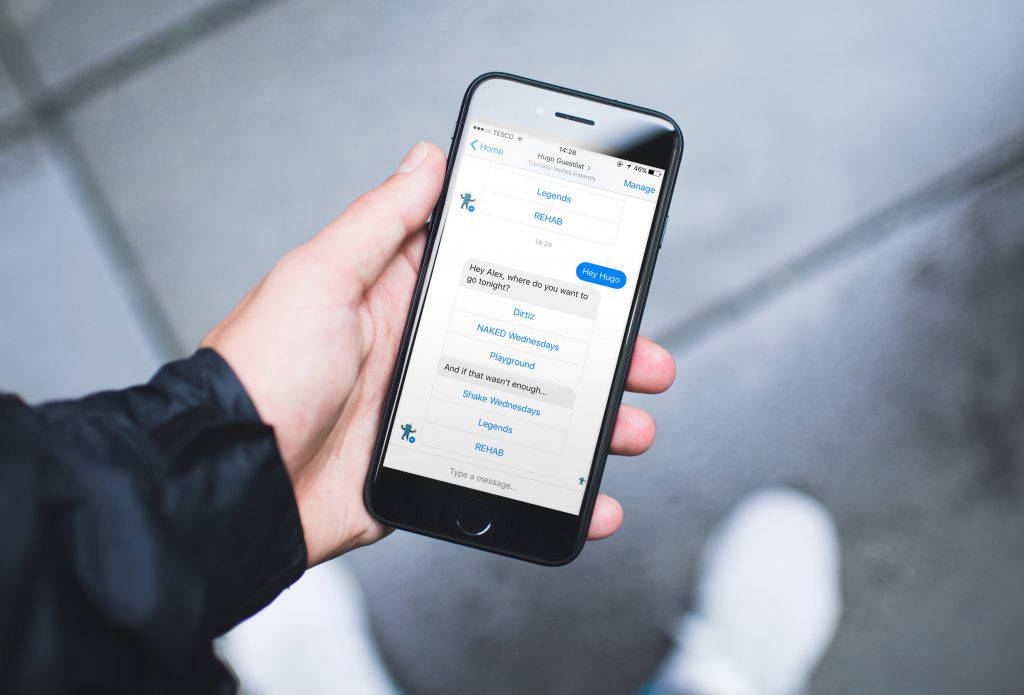 TESCO
14:26
46%
Home
Hugo Guestlist >
Manage
Typically replies instantly
Legends
REHAB
14:26
Hey Hugo
Hey Alex, where do you want to
go tonight?
Dirtiz
NAKED Wednesdays
Playground
And if that wasn't enough...
Shake Wednesdays
Legends
REHAB
Type a message...